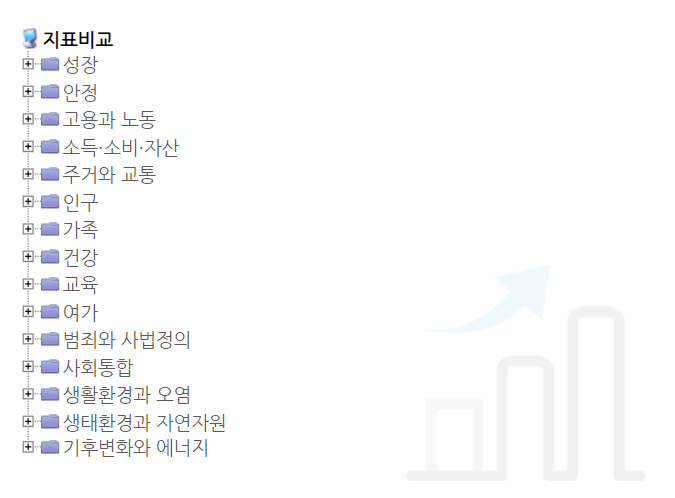 지표비교
성장
안정
고용과 노동
소득·소비·자산
주거와 교통
인구
가족
건강
교육
여가
범죄와 사법정의
사회통합
생활환경과 오염
생태환경과 자연자원
기후변화와 에너지